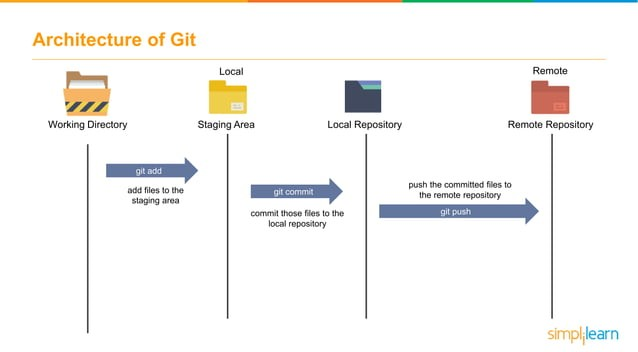 Architecture of Git
Local
Remote
Working Directory
Staging Area
Local Repository
Remote Repository
git add
add files to the
staging area
git commit
commit those files to the
local repository
push the committed files to
the remote repository
git push
simplilearn